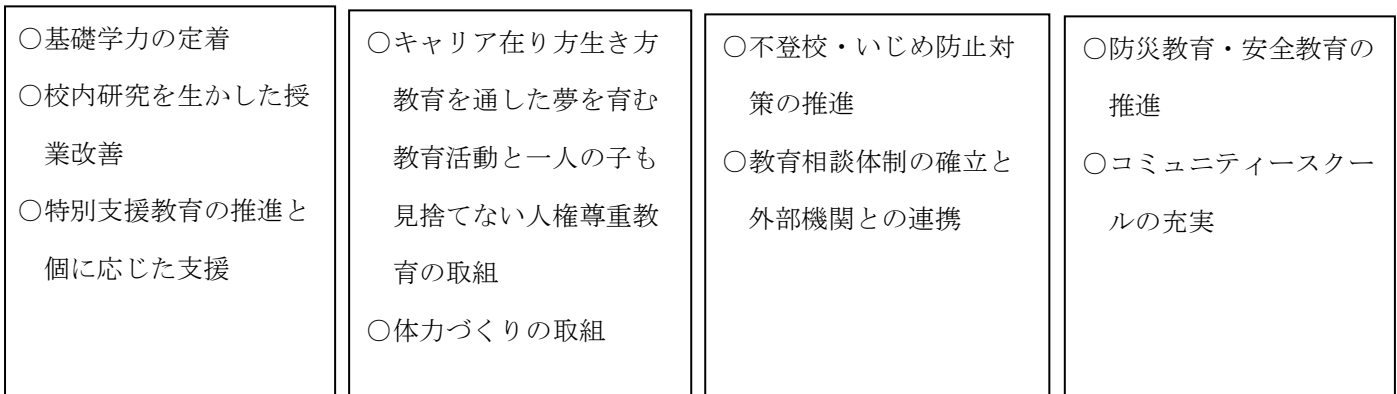 ○基礎学力の定着
○校内研究を生かした授
業改善
○特別支援教育の推進と
個に応じた支援
○キャリア在り方生き方
教育を通した夢を育む
教育活動と一人の子も
見捨てない人権尊重教
育の取組
○体力づくりの取組
○不登校・いじめ防止対
策の推進
○教育相談体制の確立と
外部機関との連携
○防災教育・安全教育の
推進
○コミュニティースクー
ルの充実